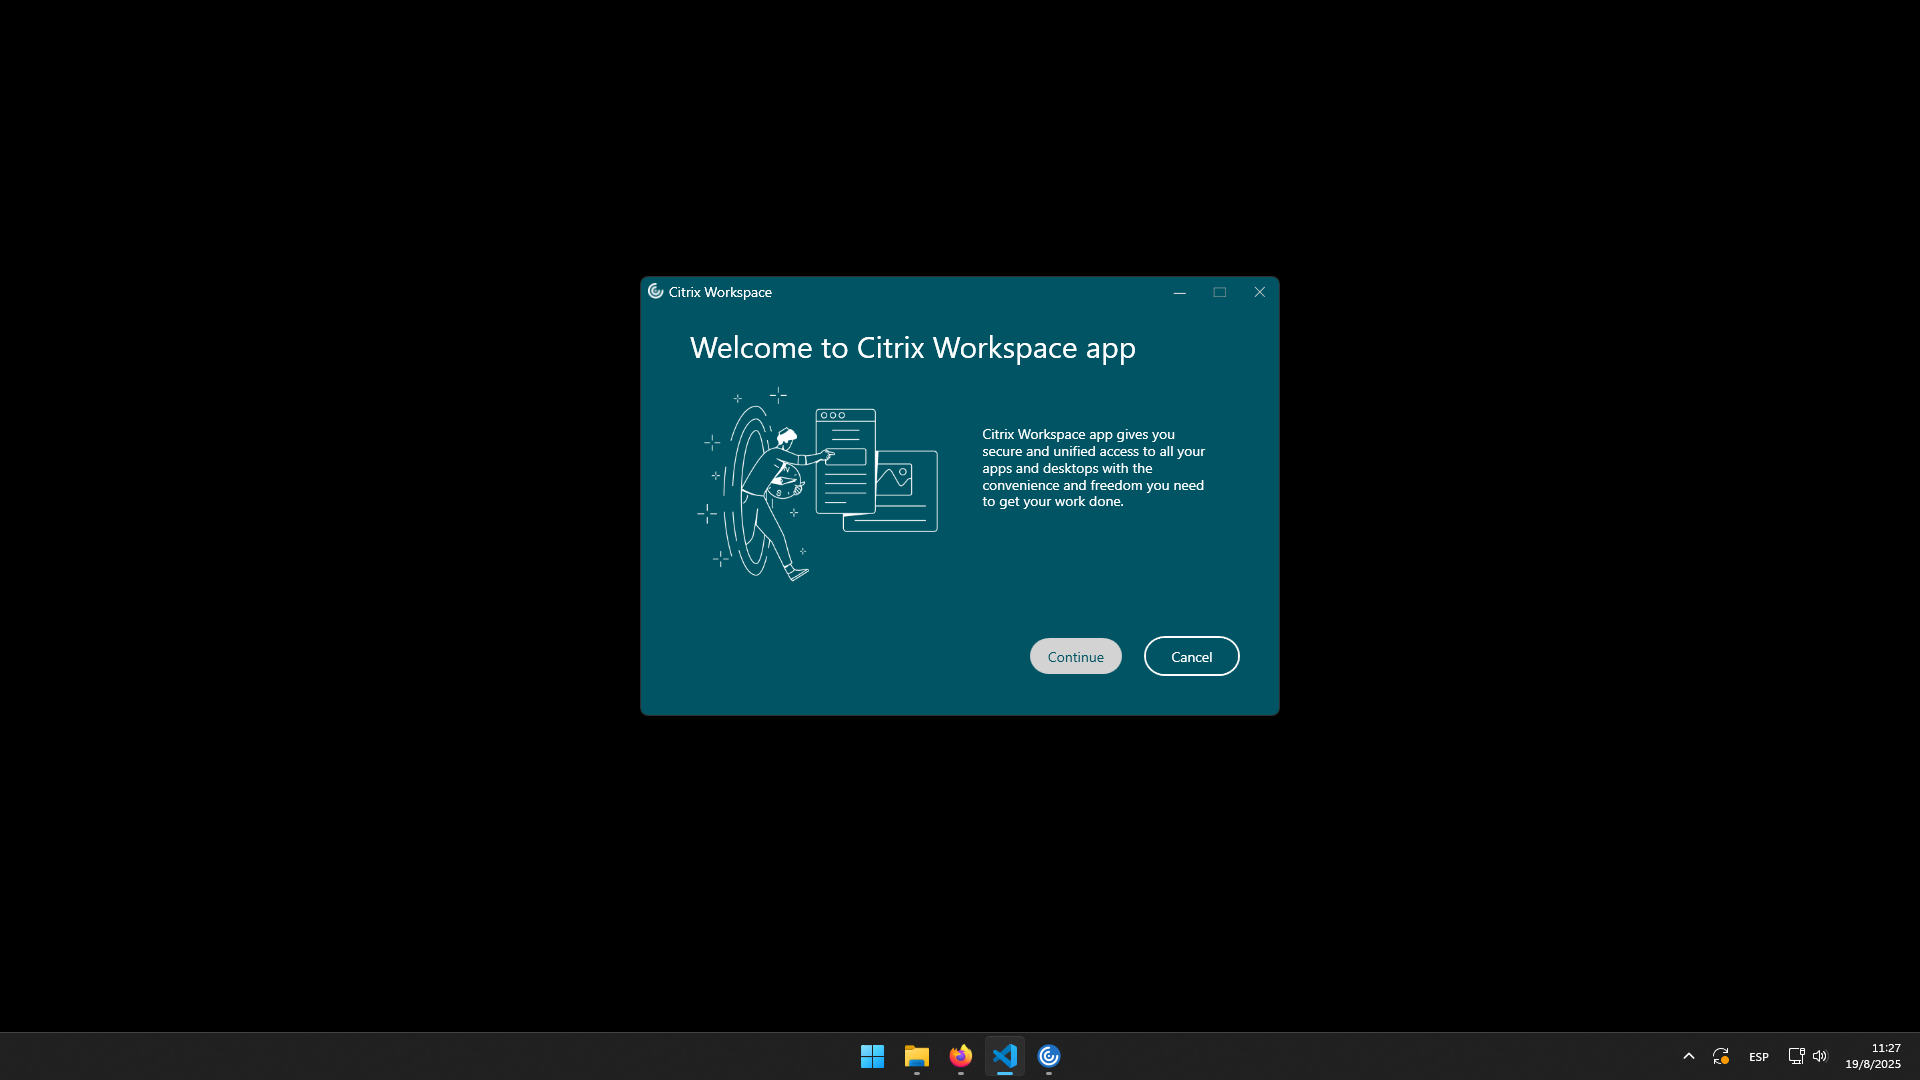 Citrix Workspace
Welcome to Citrix Workspace app
Citrix Workspace app gives you
secure and unified access to all your
apps and desktops with the
convenience and freedom you need
to get your work done.
Continue
Cancel
ESP
11:27
19/8/2025